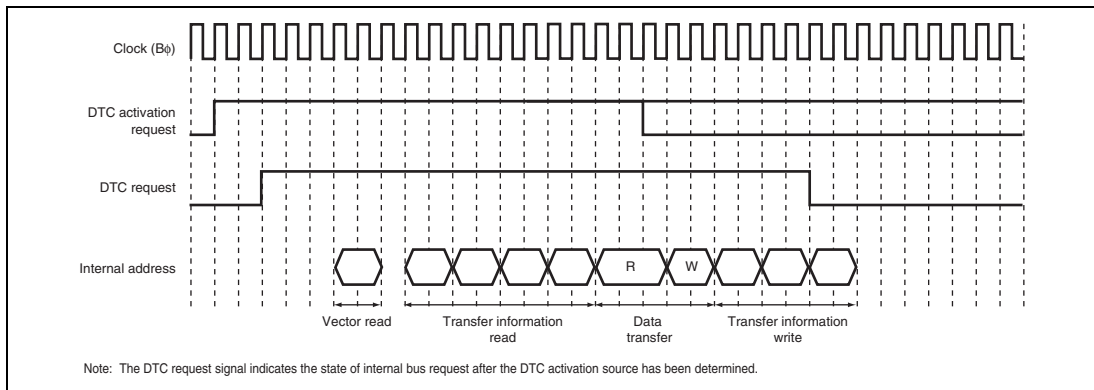 Clock (Bϕ)
DTC activation
request
DTC request
Internal address
R
W
Vector read
Transfer information
read
Data
transfer
Transfer information
write
Note: The DTC request signal indicates the state of internal bus request after the DTC activation source has been determined.